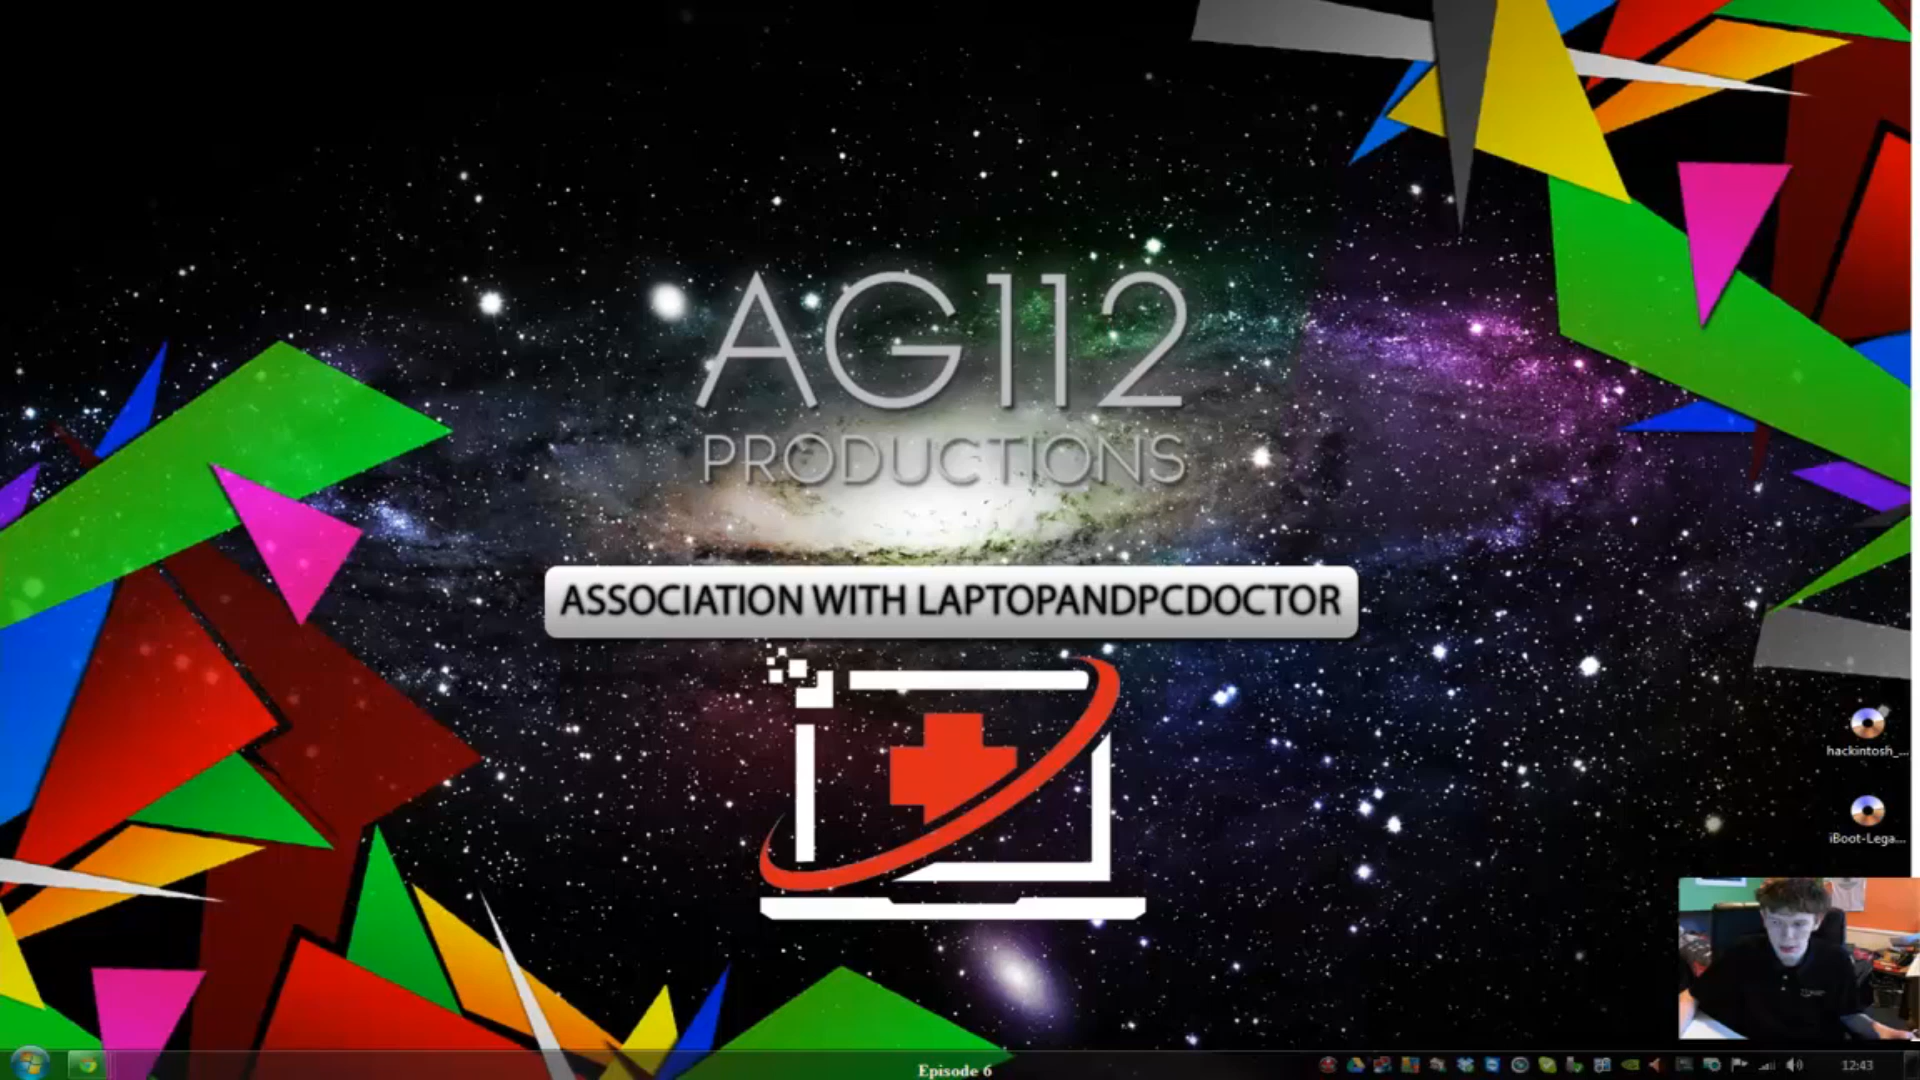 AG112
PRODUCTIONS
ASSOCIATION WITH LAPTOPANDPCDOCTOR
hackintosh_...
iBoot-Lega...
Episode 6
12:43